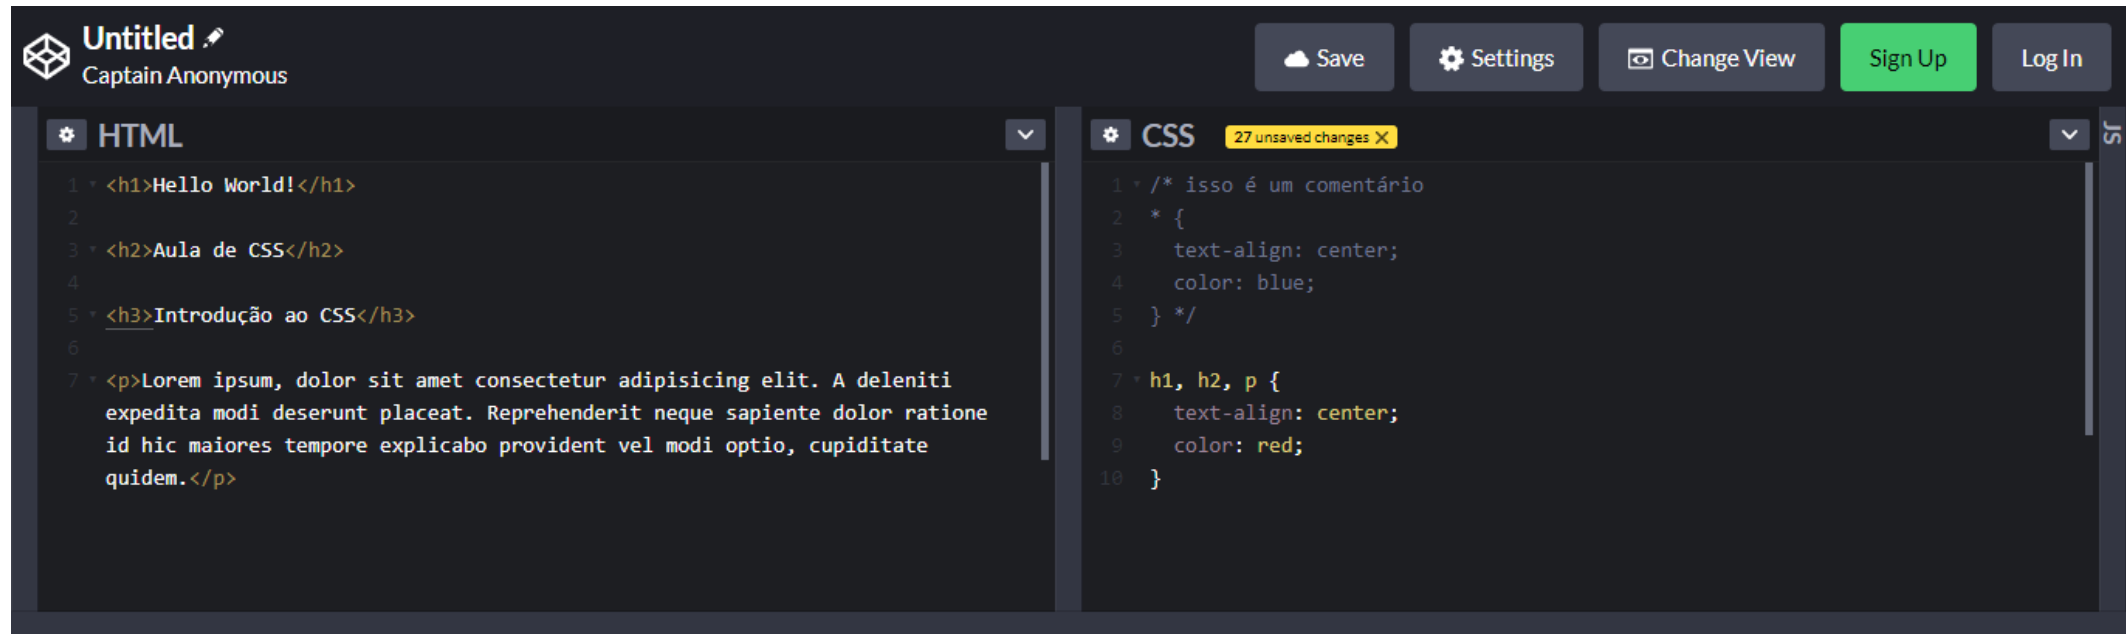 Untitled
Captain Anonymous
Save
Settings
Change View
Sign Up
Log In
HTML
1 <h1>Hello World!</h1>
2
3 <h2>Aula de CSS</h2>
4
5 <h3>Introdução ao CSS</h3>
6
7 <p>Lorem ipsum, dolor sit amet consectetur adipisicing elit. A deleniti
expedita modi deserunt placeat. Reprehenderit neque sapiente dolor ratione
id hic maiores tempore explicabo provident vel modi optio, cupiditate
quidem.</p>
CSS
27 unsaved changes X
1 /* isso é um comentário
2 * {
3 text-align: center;
4 color: blue;
5 } */
6
7 h1, h2, p {
8 text-align: center;
9 color: red;
10 }
JS